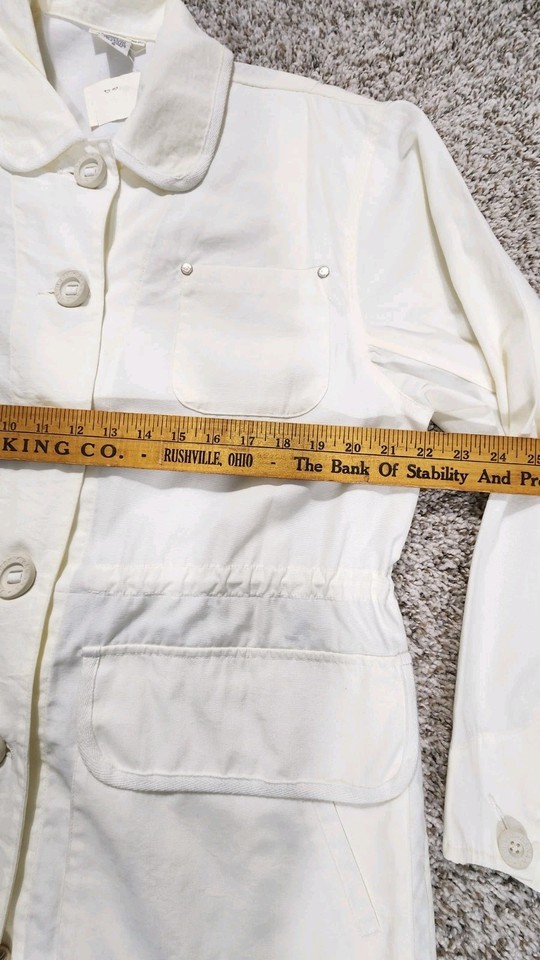 10 11 12 13 14 15 16 17 18 19 20 21 22 23 24 25
KING CO. - RUSHVILLE, OHIO - The Bank Of Stability And Pr